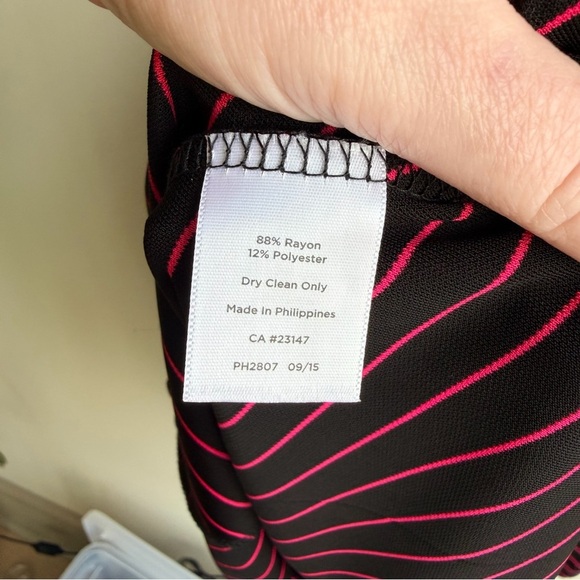 88% Rayon
12% Polyester
Dry Clean Only
Made In Philippines
CA #23147
PH2807 09/15